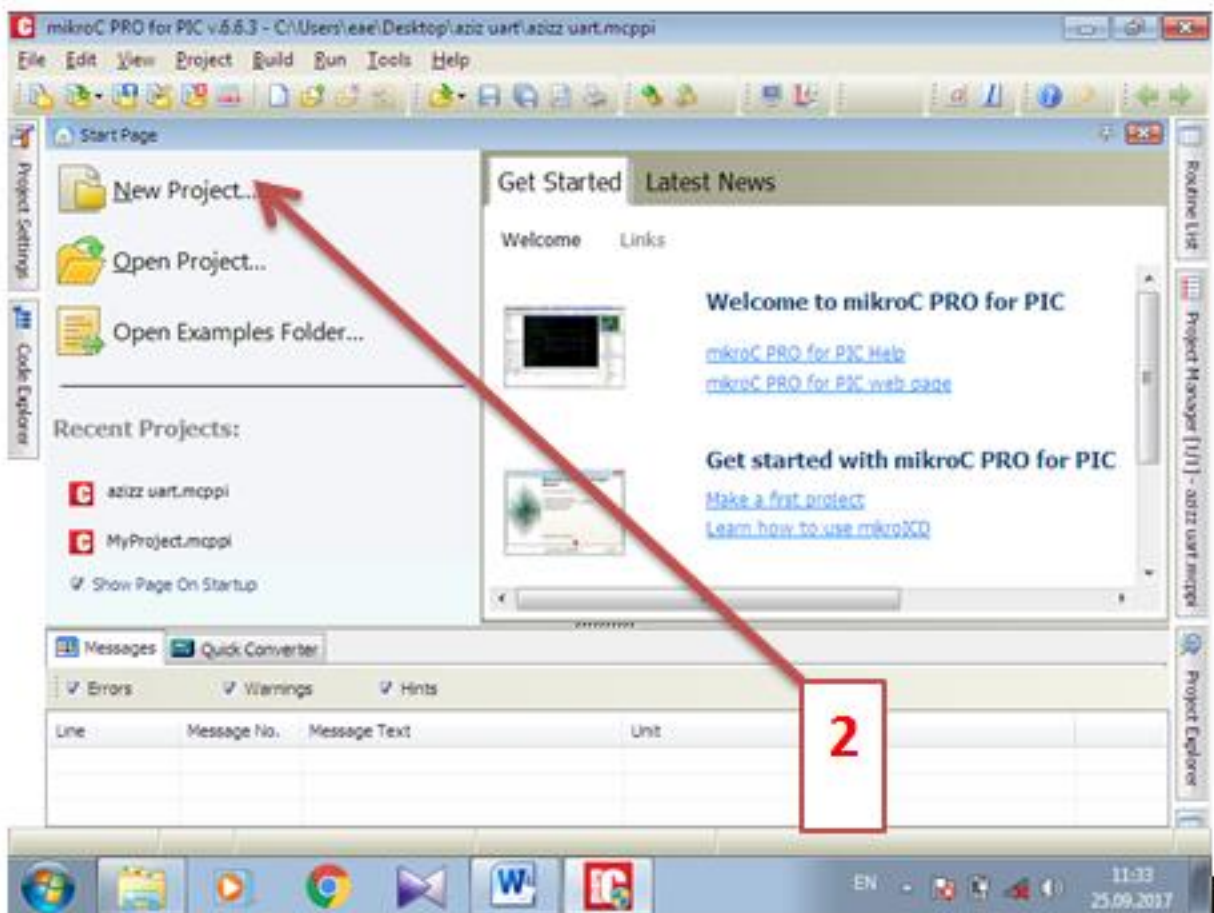 mikroC PRO for PIC v.6.6.3 - C:\Users\eae\Desktop\aziz uart\azizz uart.mcppi
File Edit View Project Build Run Tools Help
Start Page
New Project...
Open Project...
Open Examples Folder...
Recent Projects:
azizz uart.mcppi
MyProject.mcppi
Show Page On Startup
Get Started Latest News
Welcome Links
Welcome to mikroC PRO for PIC
mikroC PRO for PIC Help
mikroC PRO for PIC web page
Get started with mikroC PRO for PIC
Make a first project
Learn how to use mikroICD
Project Settings
Code Explorer
Routine List
Project Manager [1/1] - azizz uart.mcppi
Project Explorer
Messages Quick Converter
Errors Warnings Hints
Line Message No. Message Text Unit
2
EN
11:33
25.09.2017